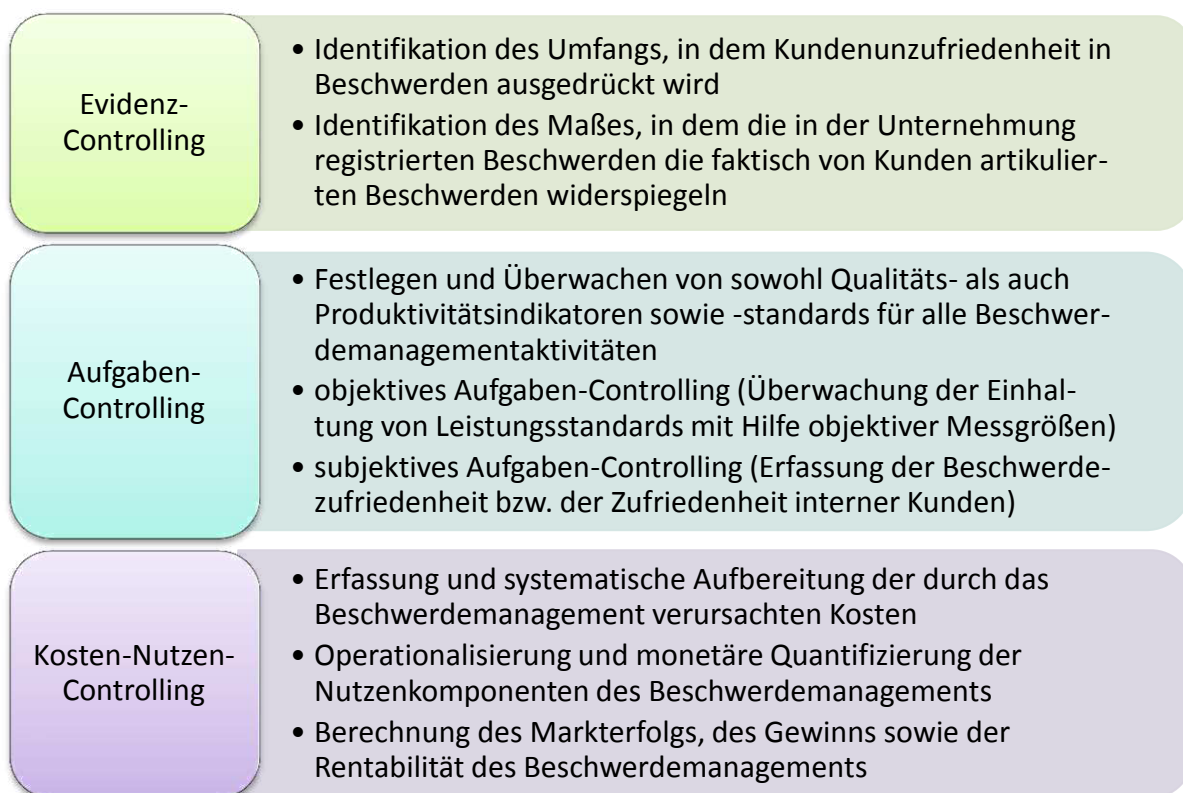 Evidenz-
Controlling
• Identifikation des Umfangs, in dem Kundenunzufriedenheit in
Beschwerden ausgedrückt wird
• Identifikation des Maßes, in dem die in der Unternehmung
registrierten Beschwerden die faktisch von Kunden artikulier-
ten Beschwerden widerspiegeln
Aufgaben-
Controlling
• Festlegen und Überwachen von sowohl Qualitäts- als auch
Produktivitätsindikatoren sowie -standards für alle Beschwer-
demanagementaktivitäten
• objektives Aufgaben-Controlling (Überwachung der Einhal-
tung von Leistungsstandards mit Hilfe objektiver Messgrößen)
• subjektives Aufgaben-Controlling (Erfassung der Beschwerde-
zufriedenheit bzw. der Zufriedenheit interner Kunden)
Kosten-Nutzen-
Controlling
• Erfassung und systematische Aufbereitung der durch das
Beschwerdemanagement verursachten Kosten
• Operationalisierung und monetäre Quantifizierung der
Nutzenkomponenten des Beschwerdemanagements
• Berechnung des Markterfolgs, des Gewinns sowie der
Rentabilität des Beschwerdemanagements